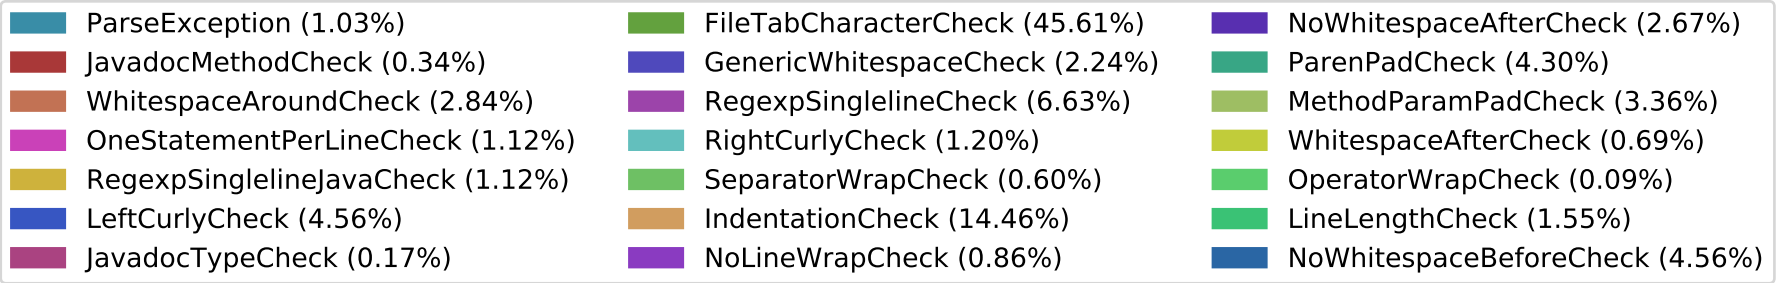 ParseException (1.03%)
JavadocMethodCheck (0.34%)
WhitespaceAroundCheck (2.84%)
OneStatementPerLineCheck (1.12%)
RegexpSinglelineJavaCheck (1.12%)
LeftCurlyCheck (4.56%)
JavadocTypeCheck (0.17%)
FileTabCharacterCheck (45.61%)
GenericWhitespaceCheck (2.24%)
RegexpSinglelineCheck (6.63%)
RightCurlyCheck (1.20%)
SeparatorWrapCheck (0.60%)
IndentationCheck (14.46%)
NoLineWrapCheck (0.86%)
NoWhitespaceAfterCheck (2.67%)
ParenPadCheck (4.30%)
MethodParamPadCheck (3.36%)
WhitespaceAfterCheck (0.69%)
OperatorWrapCheck (0.09%)
LineLengthCheck (1.55%)
NoWhitespaceBeforeCheck (4.56%)